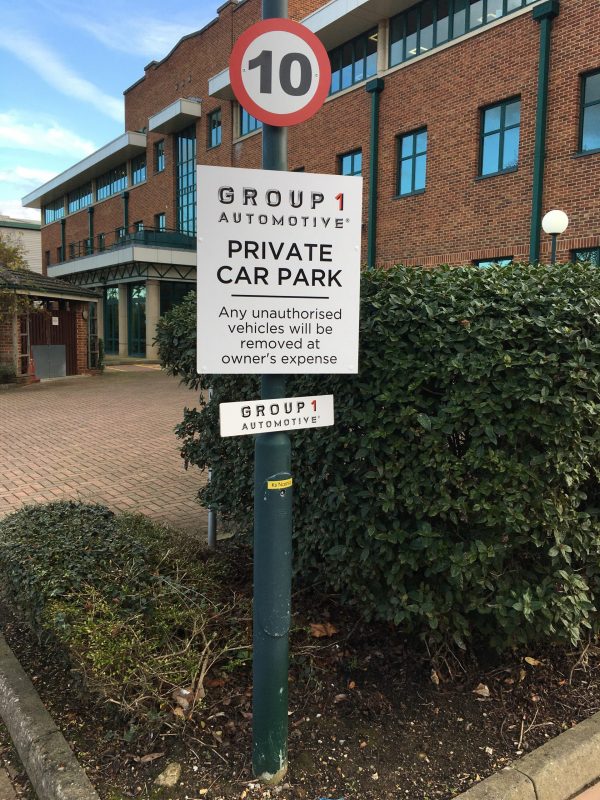 10
GROUP 1
AUTOMOTIVE®
PRIVATE
CAR PARK
Any unauthorised
vehicles will be
removed at
owner's expense
GROUP 1
AUTOMOTIVE®